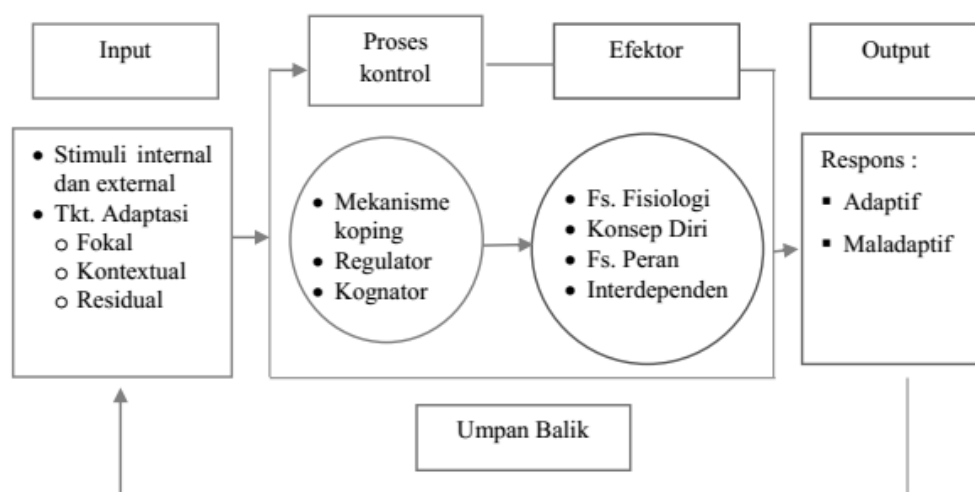 Input
Proses
kontrol
Efektor
Output
• Stimuli internal
dan external
• Tkt. Adaptasi
o Fokal
o Kontextual
o Residual
• Mekanisme
koping
• Regulator
• Kognator
• Fs. Fisiologi
• Konsep Diri
• Fs. Peran
• Interdependen
Respons :
▪ Adaptif
▪ Maladaptif
Umpan Balik